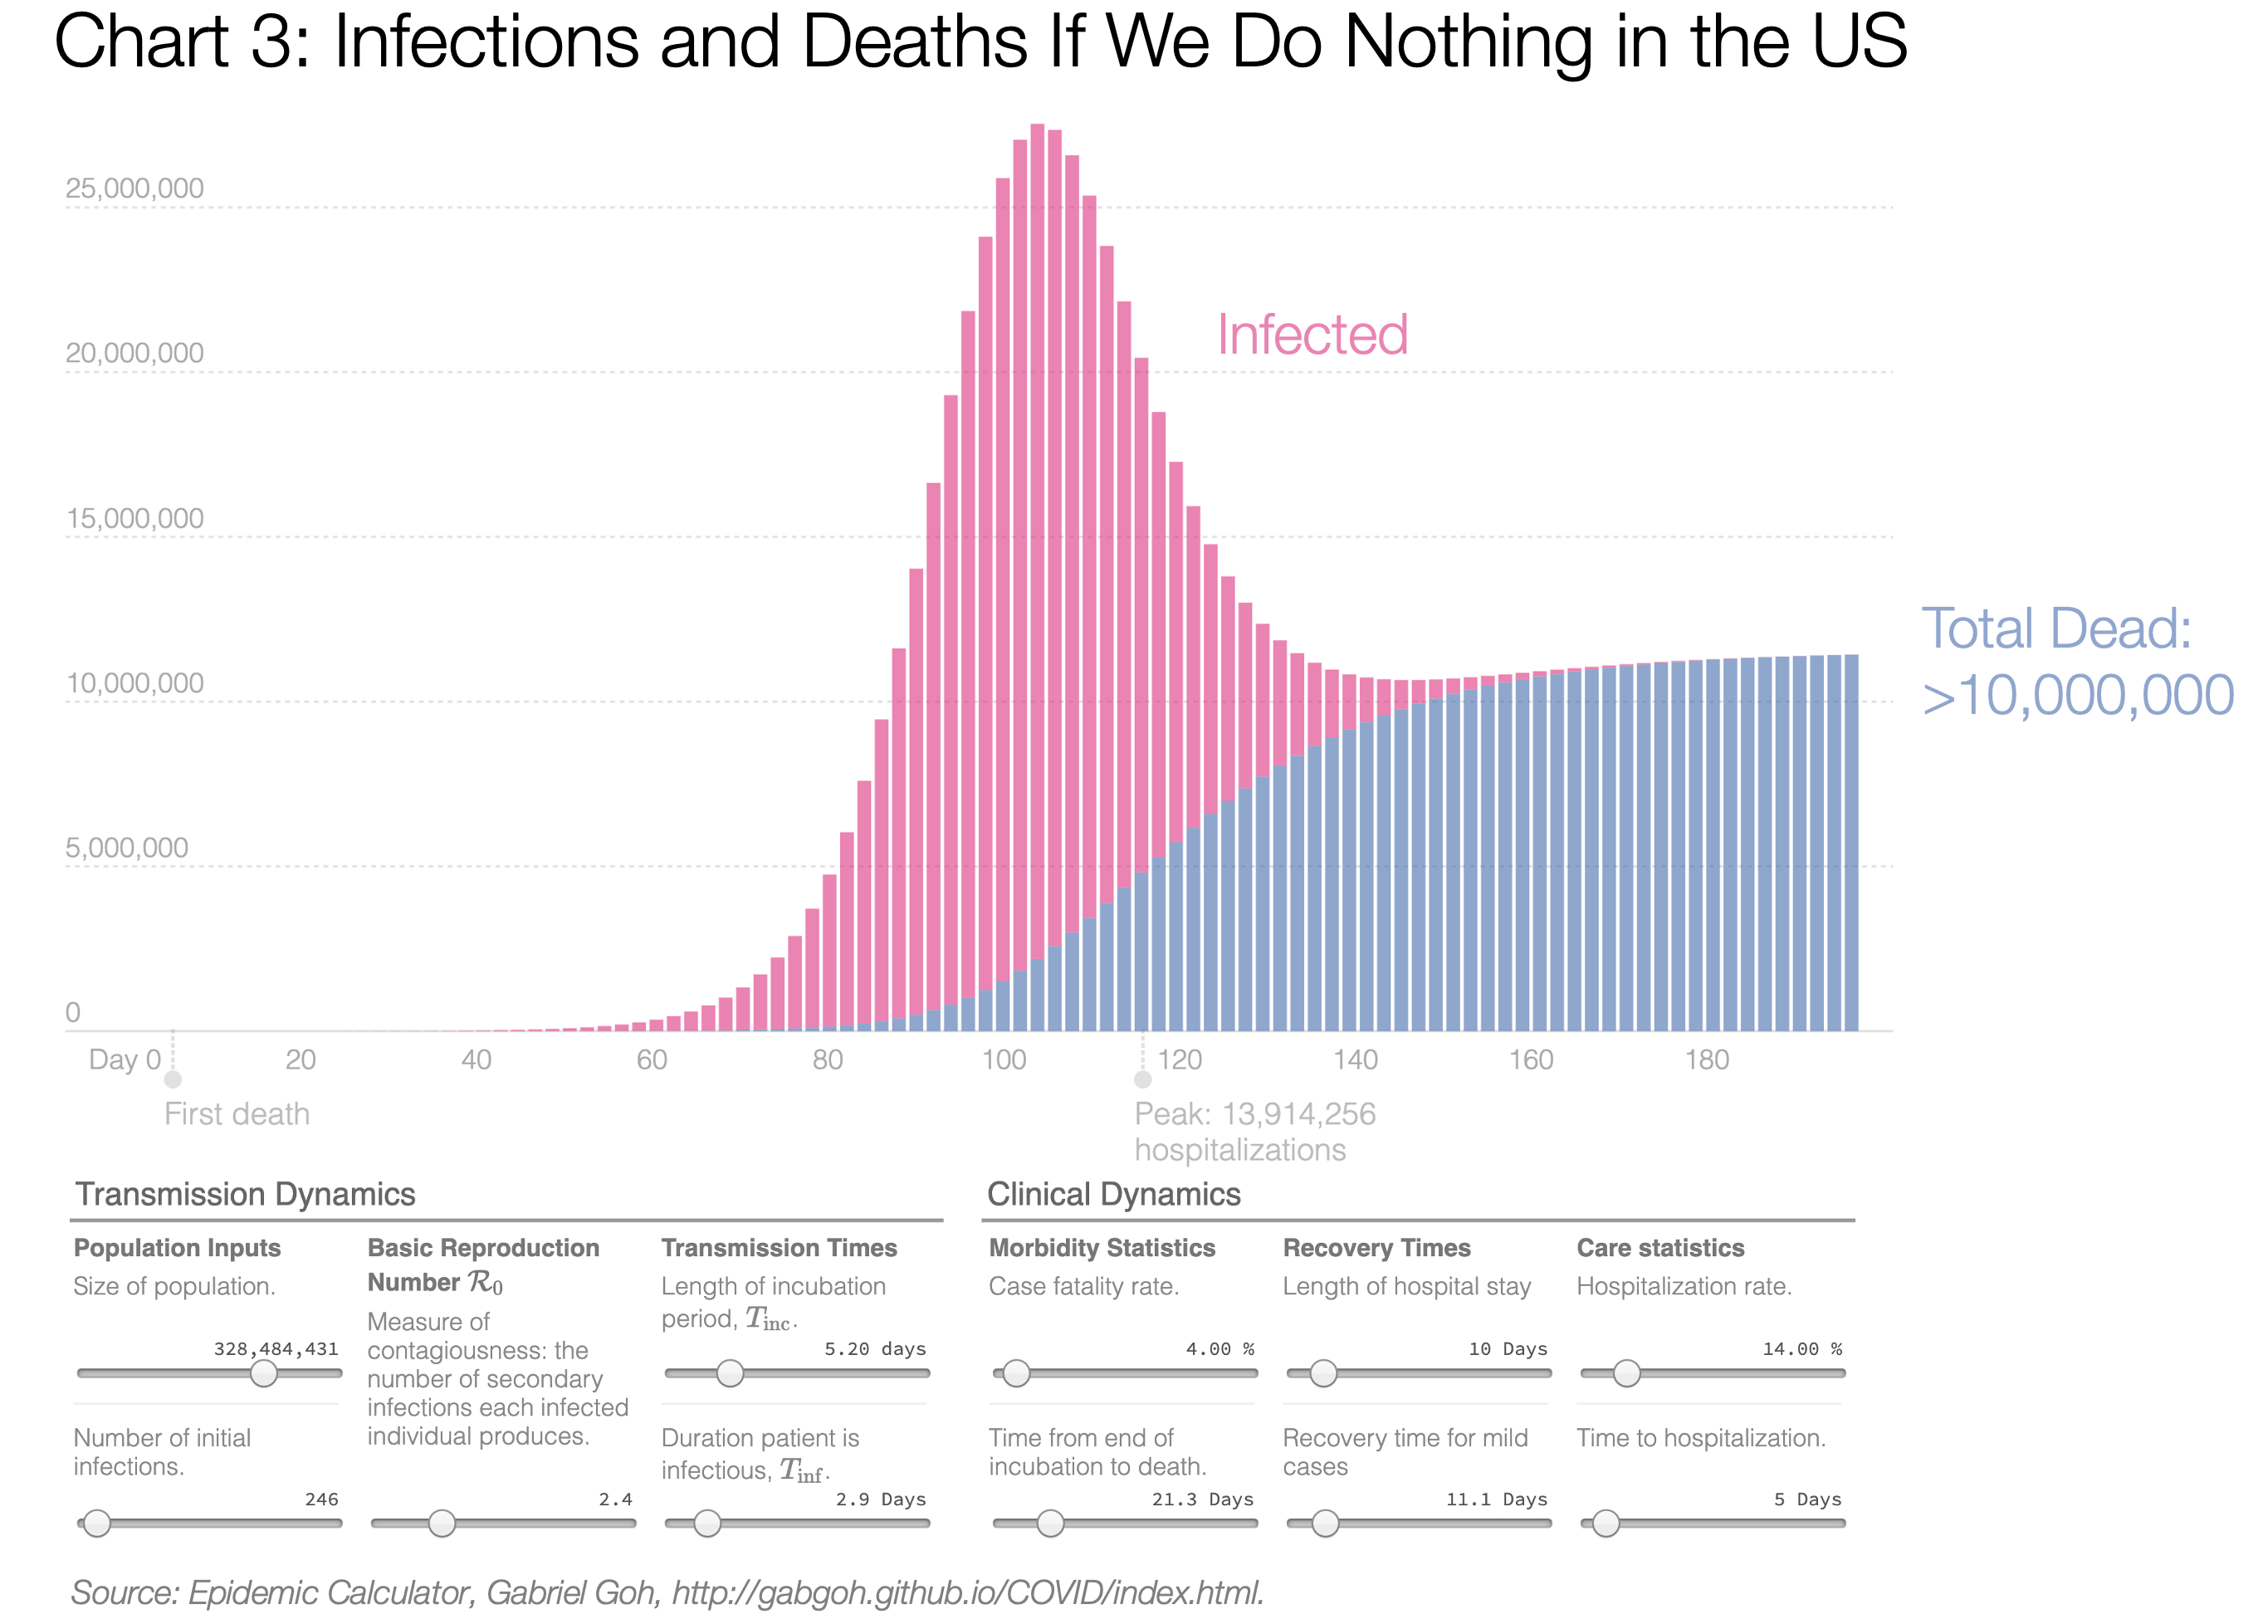 Chart 3: Infections and Deaths If We Do Nothing in the US
25,000,000
20,000,000
15,000,000
10,000,000
5,000,000
0
Infected
Total Dead:
>10,000,000
Day 0 20 40 60 80 100 120 140 160 180
First death
Peak: 13,914,256
hospitalizations
Transmission Dynamics
Population Inputs
Size of population.
328,484,431
Number of initial
infections.
246
Basic Reproduction
Number R₀
Measure of
contagiousness: the
number of secondary
infections each infected
individual produces.
2.4
Transmission Times
Length of incubation
period, T_inc.
5.20 days
Duration patient is
infectious, T_inf.
2.9 Days
Clinical Dynamics
Morbidity Statistics
Case fatality rate.
4.00 %
Time from end of
incubation to death.
21.3 Days
Recovery Times
Length of hospital stay
10 Days
Recovery time for mild
cases
11.1 Days
Care statistics
Hospitalization rate.
14.00 %
Time to hospitalization.
5 Days
Source: Epidemic Calculator, Gabriel Goh, http://gabgoh.github.io/COVID/index.html.